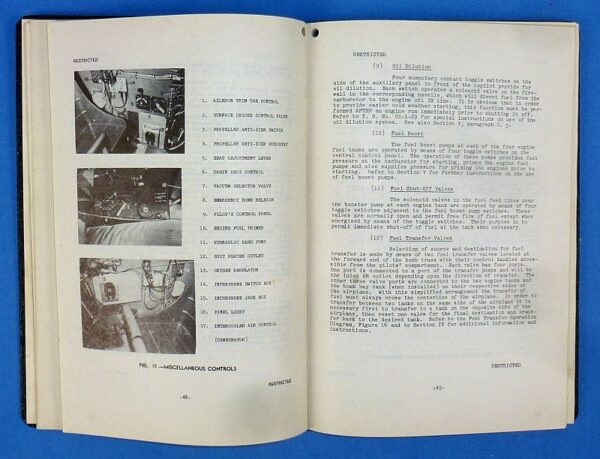 RESTRICTED
1. AILERON TRIM TAB CONTROL
2. SURFACE DEICER CONTROL VALVE
3. PROPELLER ANTI-ICER SWITCH
4. PROPELLER ANTI-ICER RHEOSTAT
5. HEAT ADJUSTMENT LEVER
6. CABIN HEAT CONTROL
7. VACUUM SELECTOR VALVE
8. EMERGENCY BOMB RELEASE
9. PILOT'S CONTROL PANEL
10. ENGINE FUEL PRIMER
11. HYDRAULIC HAND PUMP
12. SUIT HEATER OUTLET
13. OXYGEN REGULATOR
14. INTERPHONE SWITCH BOX
15. INTERPHONE JACK BOX
16. PANEL LIGHT
17. INTERCOOLER AIR CONTROL
(CARBURATOR)
FIG. 15 —MISCELLANEOUS CONTROLS
RESTRICTED
-48-
RESTRICTED
(9) Oil Dilution
Four momentary contact toggle switches on the
side of the auxiliary panel in front of the copilot provide for
oil dilution. Each switch operates a solenoid valve on the fire-
wall in the corresponding nacelle, which will direct fuel from the
carburetor to the engine oil IN line. It is obvious that in order
to provide easier cold weather starting, this function must be per-
formed AFTER an engine run immediately prior to shutting it off.
Refer to T. O. No. 02-1-29 for special instructions on use of the
oil dilution system. See also Section V, paragraph
(10) Fuel Boost
The fuel boost pumps at each of the four engine
fuel tanks are operated by means of four toggle switches on the
central control panel. The operation of these pumps provides fuel
pressure at the carburetor for starting, primes the engine fuel
pumps and also supplies pressure for priming the engines prior to
starting. Refer to Section V for further instructions on the use
of fuel boost pumps.
(11) Fuel Shut-Off Valves
The solenoid valves in the fuel feed lines near
the booster pump at each engine tank are operated by means of four
toggle switches adjacent to the fuel boost pump switches. These
valves are normally open and permit free flow of fuel except when
energized by means of the toggle switches. Their purpose is to
permit immediate shut-off of fuel at the tank when necessary.
(12) Fuel Transfer Valves
Selection of source and destination for fuel
transfer is made by means of two fuel transfer valves located at
the forward end of the bomb truss with their control handles access-
ible from the pilot's compartment. Each valve has four ports.
One port is connected to a port of the transfer pumps and will be
the inlet OR outlet depending upon the direction of transfer. The
other three valve ports are connected to the two engine tanks and
the bomb bay tank (when installed) on their respective sides of
the airplane. With this simplified arrangement the transfer of
fuel must always cross the centerline of the airplane. In order to
transfer between two tanks on the same side of the airplane it is
necessary first to transfer to a tank on the opposite side of the
airplane, then reset one valve for the final destination and trans-
fer back to the desired tank. Refer to the Fuel Transfer Operation
Diagram, Figure 18 and to Section IV for additional information and
instructions.
RESTRICTED
-49-